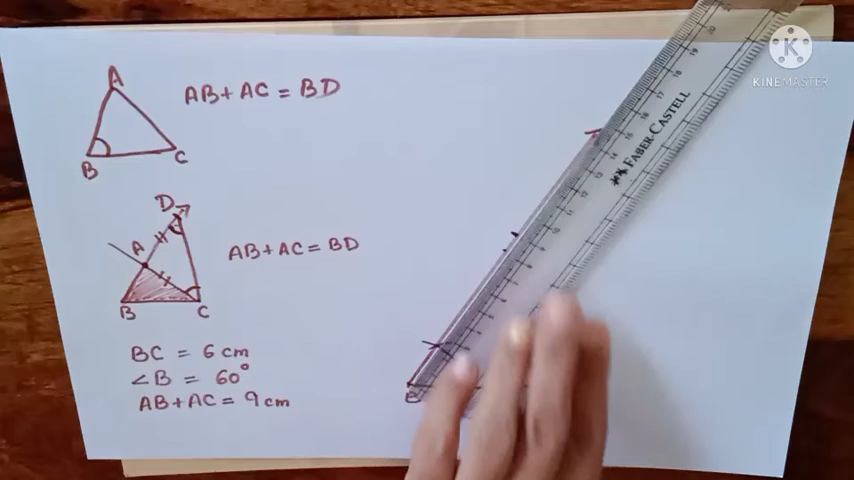 A
AB + AC = BD
B
C
D
A
AB + AC = BD
B
C
BC = 6 cm
∠B = 60°
AB + AC = 9 cm
B
FABER-CASTELL
KINEMASTER